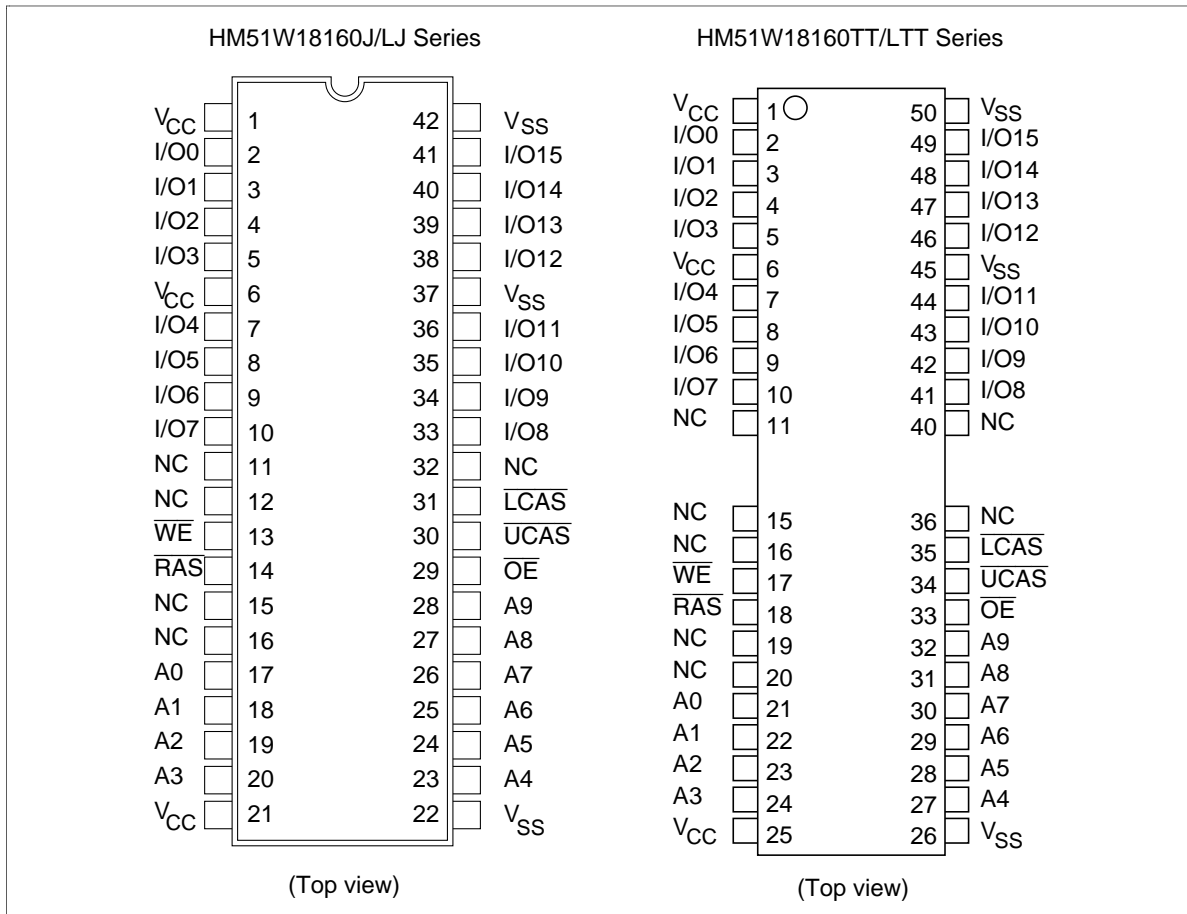 HM51W18160J/LJ Series
VCC 1 42 VSS
I/O0 2 41 I/O15
I/O1 3 40 I/O14
I/O2 4 39 I/O13
I/O3 5 38 I/O12
VCC 6 37 VSS
I/O4 7 36 I/O11
I/O5 8 35 I/O10
I/O6 9 34 I/O9
I/O7 10 33 I/O8
NC 11 32 NC
NC 12 31 LCAS
WE 13 30 UCAS
RAS 14 29 OE
NC 15 28 A9
NC 16 27 A8
A0 17 26 A7
A1 18 25 A6
A2 19 24 A5
A3 20 23 A4
VCC 21 22 VSS
(Top view)
HM51W18160TT/LTT Series
VCC 1 50 VSS
I/O0 2 49 I/O15
I/O1 3 48 I/O14
I/O2 4 47 I/O13
I/O3 5 46 I/O12
VCC 6 45 VSS
I/O4 7 44 I/O11
I/O5 8 43 I/O10
I/O6 9 42 I/O9
I/O7 10 41 I/O8
NC 11 40 NC
NC 15 36 NC
NC 16 35 LCAS
WE 17 34 UCAS
RAS 18 33 OE
NC 19 32 A9
NC 20 31 A8
A0 21 30 A7
A1 22 29 A6
A2 23 28 A5
A3 24 27 A4
VCC 25 26 VSS
(Top view)